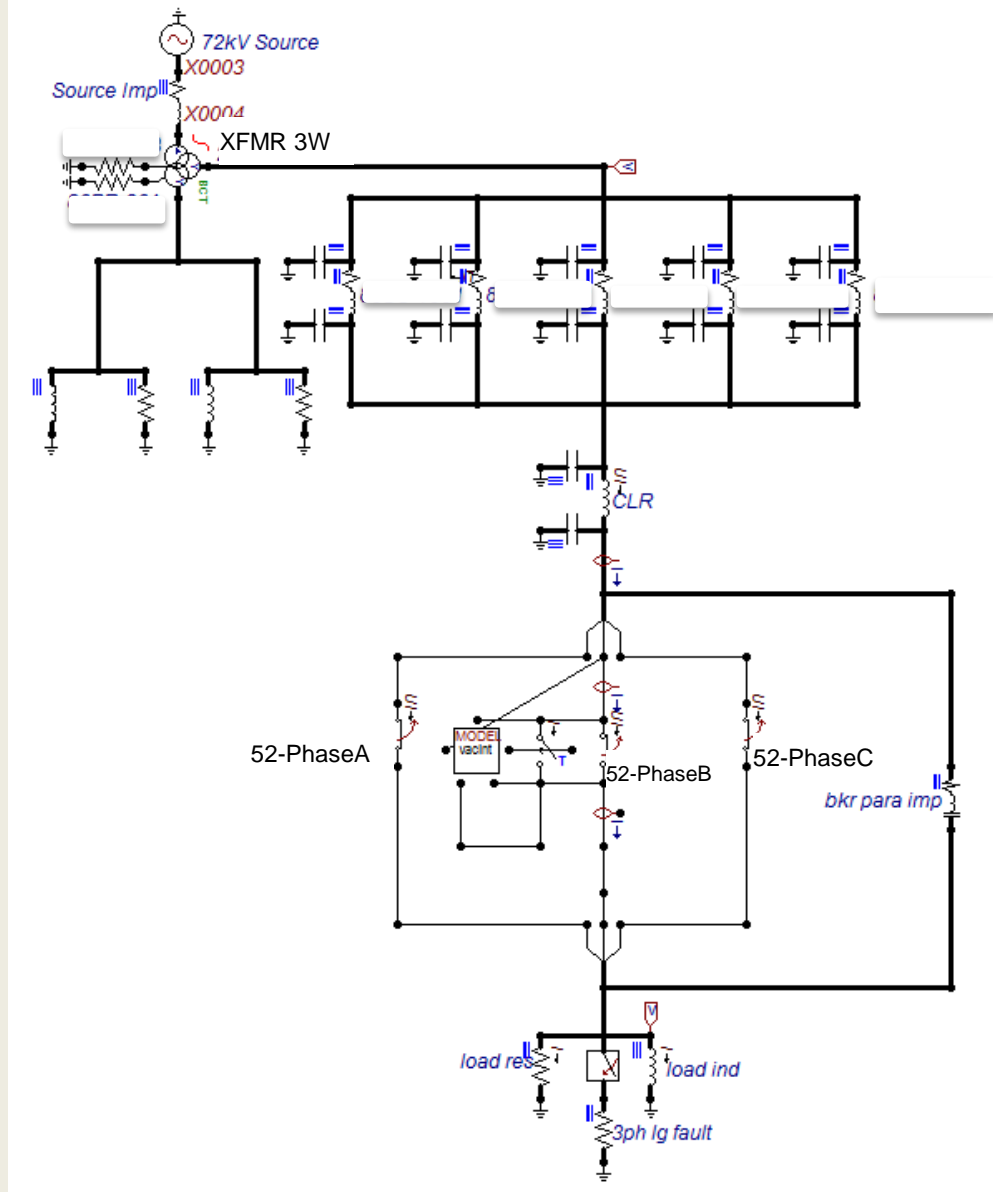 72kV Source
X0003
Source Imp
X0004
XFMR 3W
BCT
V
8
CLR
I
MODEL
vacint
T
52-PhaseA
52-PhaseB
52-PhaseC
bkr para imp
V
load res
load ind
3ph lg fault